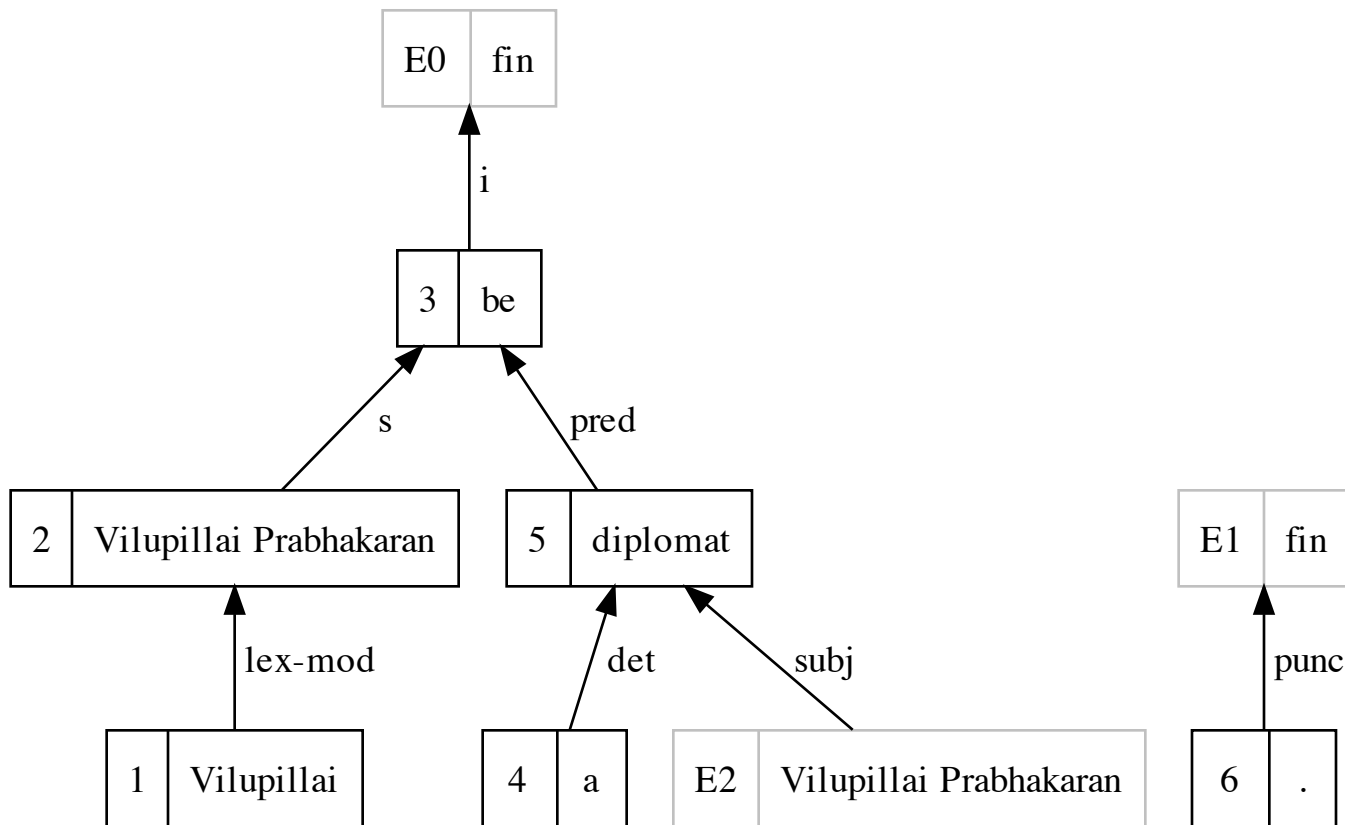 E0 fin
i
3 be
s pred
2 Vilupillai Prabhakaran 5 diplomat E1 fin
lex-mod det subj punc
1 Vilupillai 4 a E2 Vilupillai Prabhakaran 6 .